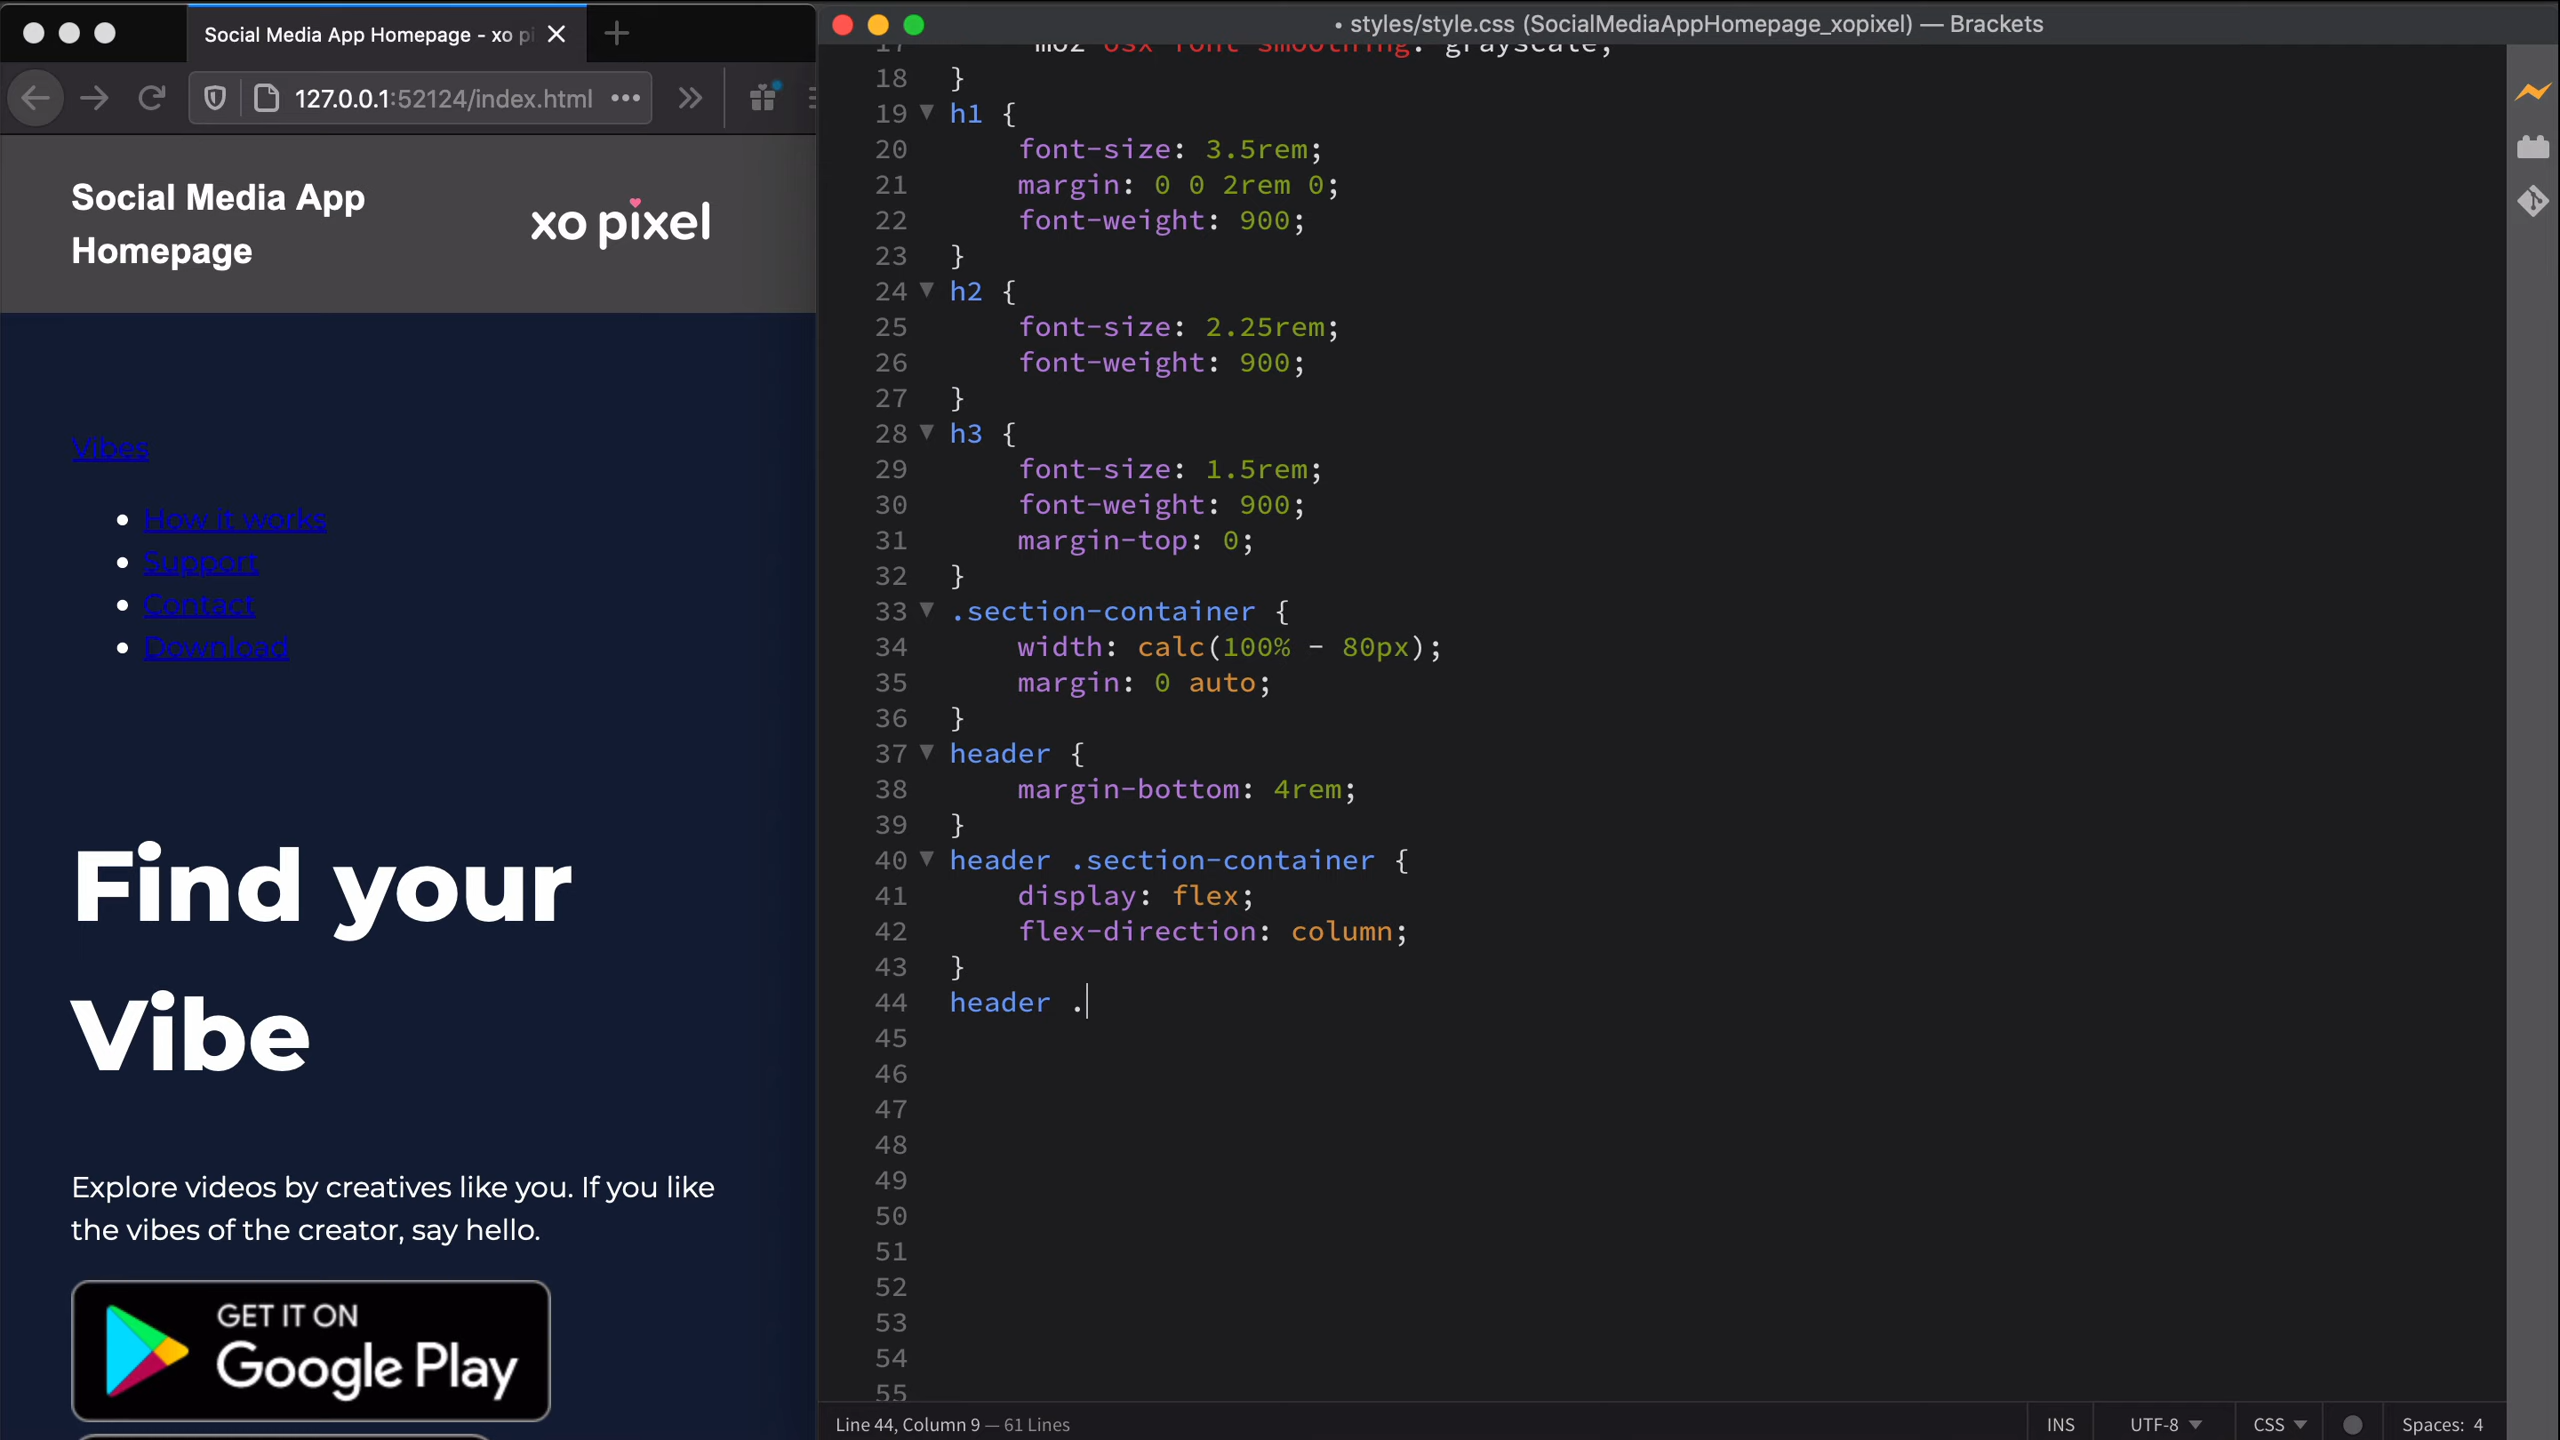 Social Media App Homepage - xo pi
127.0.0.1:52124/index.html
Social Media App
Homepage
xo pixel
Vibes
How it works
Support
Contact
Download
Find your
Vibe
Explore videos by creatives like you. If you like
the vibes of the creator, say hello.
GET IT ON
Google Play
• styles/style.css (SocialMediaAppHomepage_xopixel) — Brackets
17 moz osx font smoothing: grayscale;
18 }
19 h1 {
20 font-size: 3.5rem;
21 margin: 0 0 2rem 0;
22 font-weight: 900;
23 }
24 h2 {
25 font-size: 2.25rem;
26 font-weight: 900;
27 }
28 h3 {
29 font-size: 1.5rem;
30 font-weight: 900;
31 margin-top: 0;
32 }
33 .section-container {
34 width: calc(100% - 80px);
35 margin: 0 auto;
36 }
37 header {
38 margin-bottom: 4rem;
39 }
40 header .section-container {
41 display: flex;
42 flex-direction: column;
43 }
44 header .
45
46
47
48
49
50
51
52
53
54
55
Line 44, Column 9 — 61 Lines
INS
UTF-8
CSS
Spaces: 4